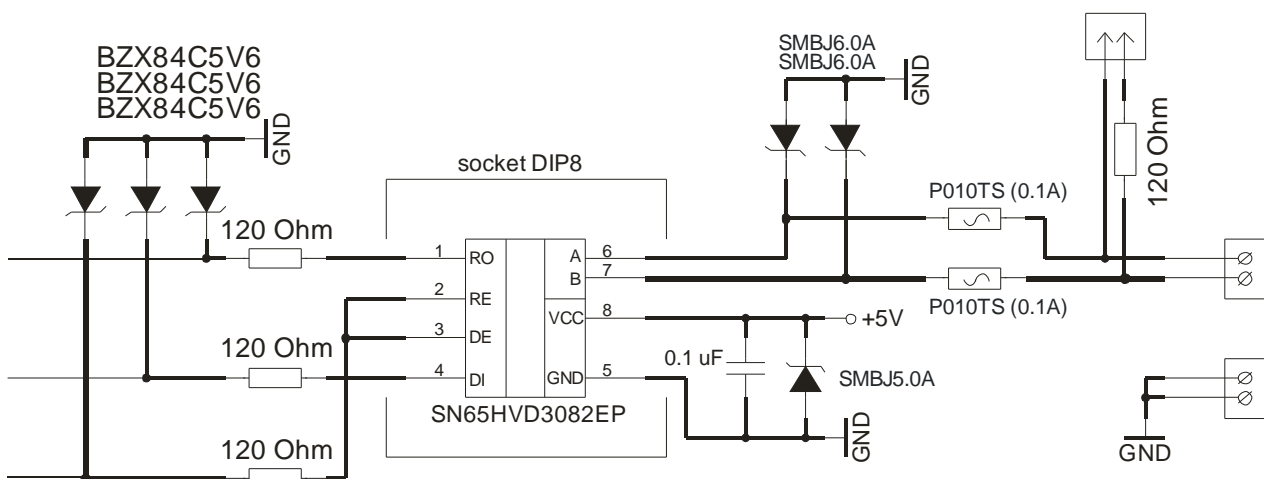 BZX84C5V6
BZX84C5V6
BZX84C5V6
GND
SMBJ6.0A
SMBJ6.0A
GND
socket DIP8
120 Ohm
P010TS (0.1A)
120 Ohm
1
RO
A
6
B
7
2
RE
P010TS (0.1A)
VCC
8
+5V
3
DE
120 Ohm
0.1 uF
4
DI
GND
5
SMBJ5.0A
SN65HVD3082EP
GND
120 Ohm
GND